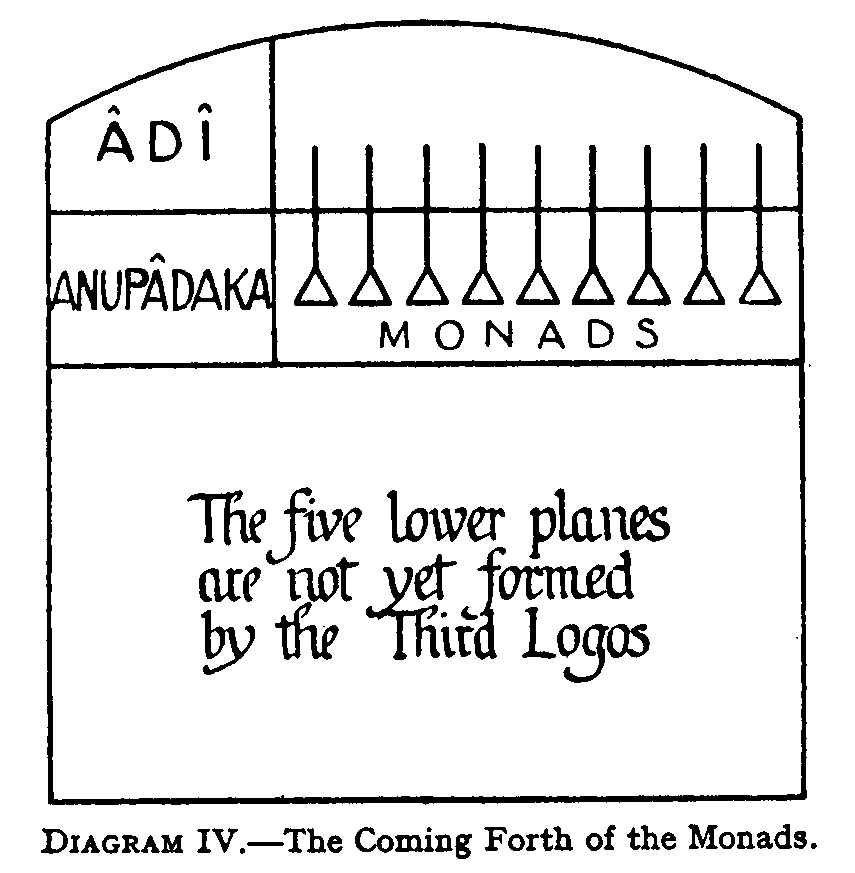 ÂDÎ
ANUPÂDAKA
MONADS
The five lower planes
are not yet formed
by the Third Logos
DIAGRAM IV.—The Coming Forth of the Monads.